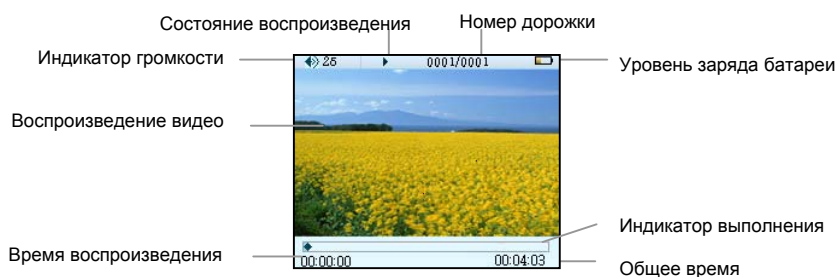 Состояние воспроизведения
Номер дорожки
Индикатор громкости
25
0001/0001
Уровень заряда батареи
Воспроизведение видео
Индикатор выполнения
Время воспроизведения
00:00:00
00:04:03
Общее время